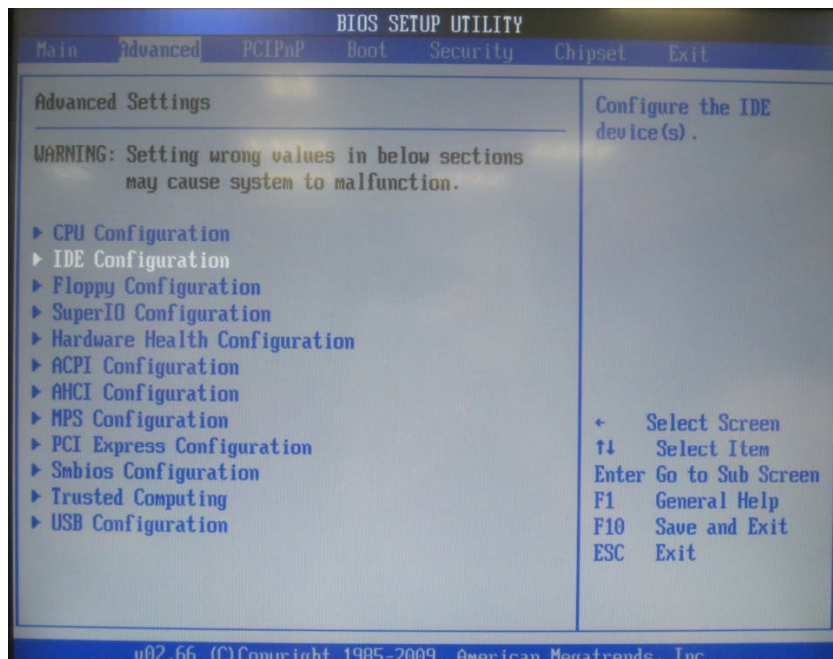 BIOS SETUP UTILITY
Main Advanced PCIPnP Boot Security Chipset Exit
Advanced Settings
WARNING: Setting wrong values in below sections
may cause system to malfunction.
▶ CPU Configuration
▶ IDE Configuration
▶ Floppy Configuration
▶ SuperIO Configuration
▶ Hardware Health Configuration
▶ ACPI Configuration
▶ AHCI Configuration
▶ MPS Configuration
▶ PCI Express Configuration
▶ Smbios Configuration
▶ Trusted Computing
▶ USB Configuration
Configure the IDE
device(s).
← Select Screen
↑↓ Select Item
Enter Go to Sub Screen
F1 General Help
F10 Save and Exit
ESC Exit
v02.66 (C)Copyright 1985-2009, American Megatrends, Inc.